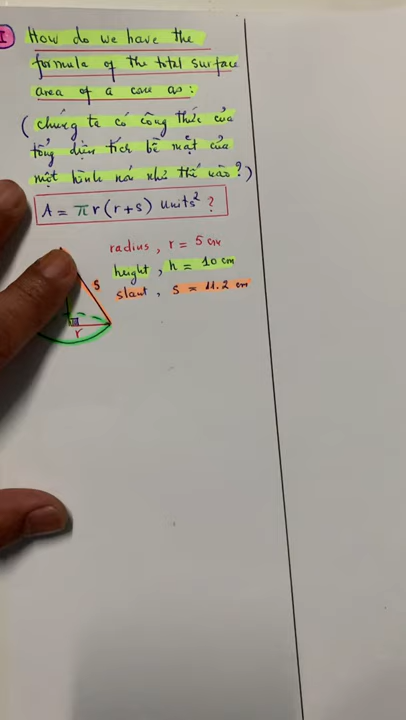 I
How do we have the
formula of the total surface
area of a cone as:
(chúng ta có công thức của
tổng diện tích bề mặt của
một hình nón như thế nào?)
A = πr(r+s) units² ?
radius, r = 5 cm
height, h = 10 cm
slant, s = 11.2 cm
s
r